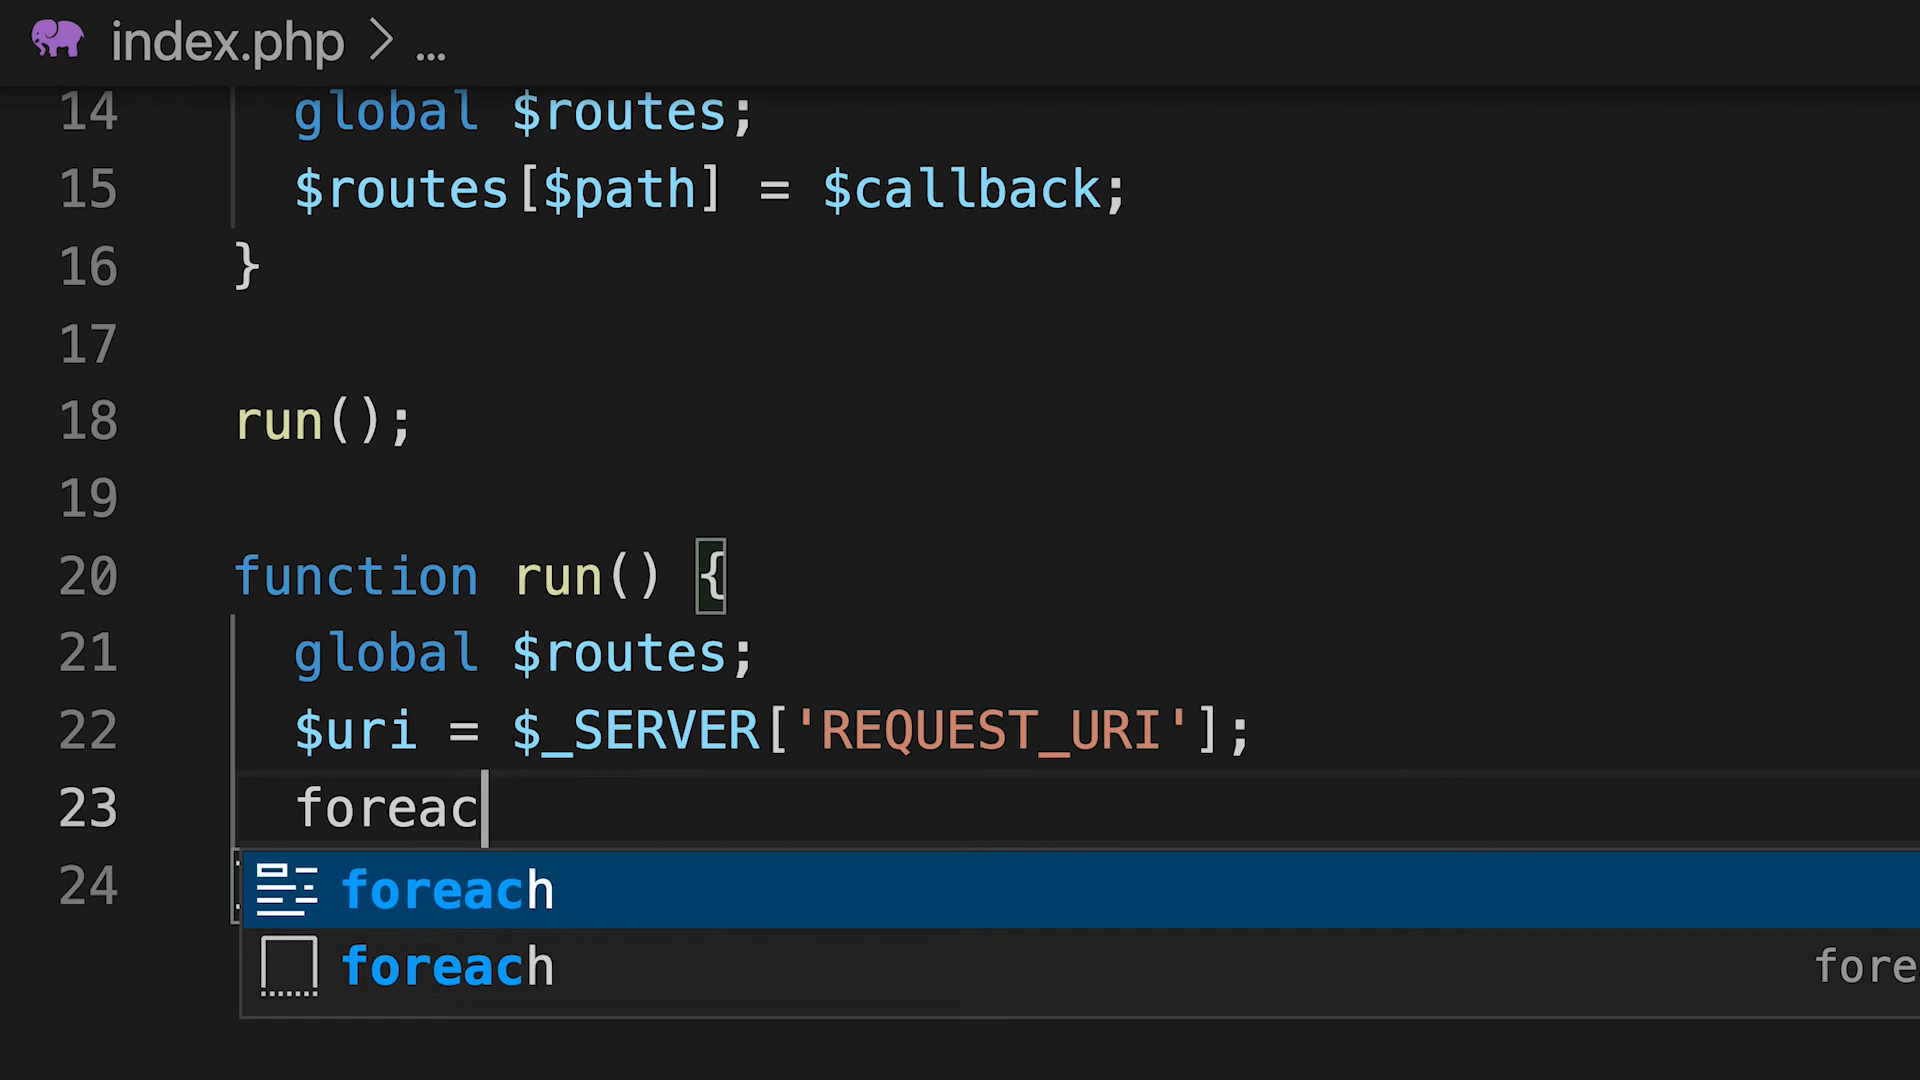 index.php > ...
14 global $routes;
15 $routes[$path] = $callback;
16 }
17
18 run();
19
20 function run() {
21 global $routes;
22 $uri = $_SERVER['REQUEST_URI'];
23 foreac
24
foreach
foreach fore